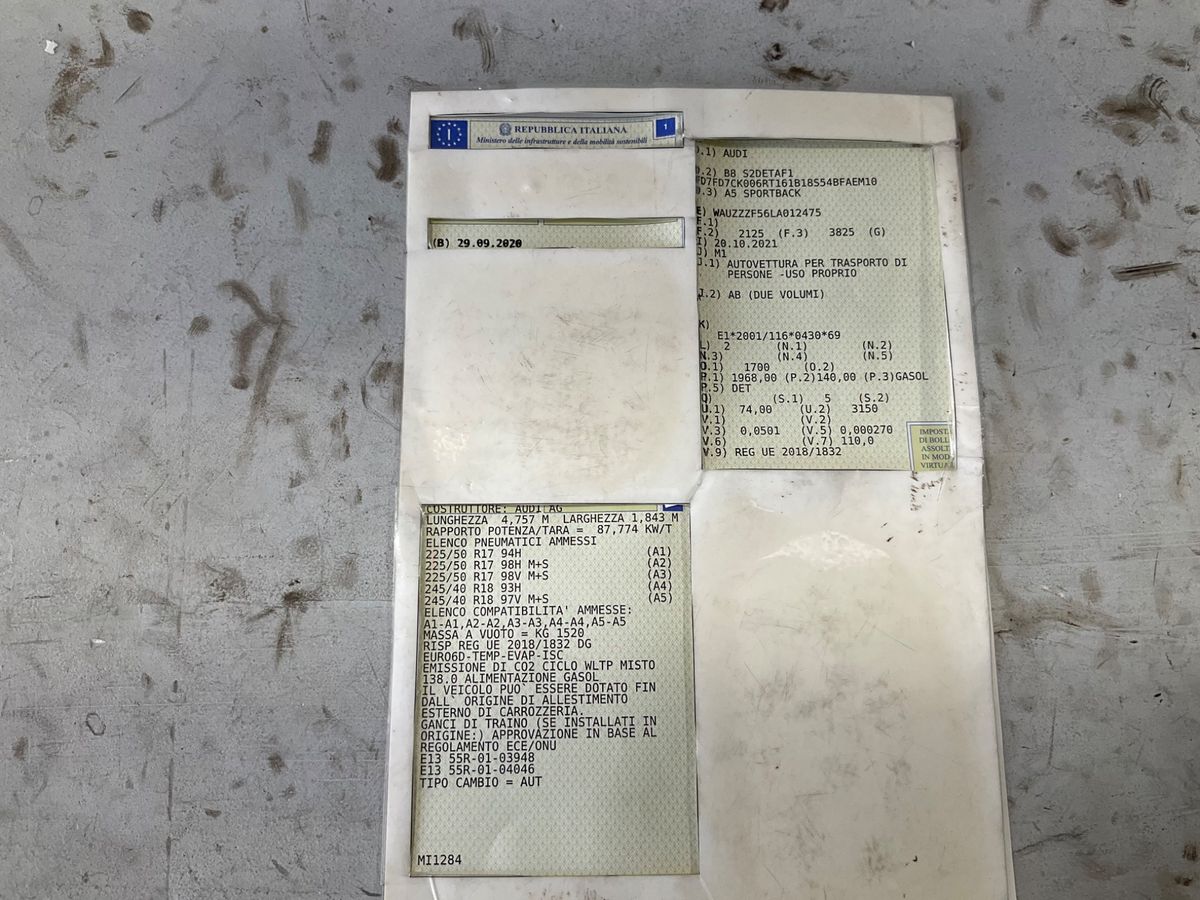 REPUBBLICA ITALIANA
1
I
Ministero delle infrastrutture e della mobilità sostenibili
(B) 29.09.2020
.1) AUDI
.2) B8 S2DETAF1
FD7FD7CK006RT161B18S54BFAEM10
.3) A5 SPORTBACK
E) WAUZZZF56LA012475
F.1)
F.2) 2125 (F.3) 3825 (G)
I) 20.10.2021
J) M1
J.1) AUTOVETTURA PER TRASPORTO DI
PERSONE -USO PROPRIO
J.2) AB (DUE VOLUMI)
K)
E1*2001/116*0430*69
L) 2 (N.1) (N.2)
N.3) (N.4) (N.5)
O.1) 1700 (O.2)
P.1) 1968,00 (P.2)140,00 (P.3)GASOL
P.5) DET
Q) (S.1) 5 (S.2)
U.1) 74,00 (U.2) 3150
V.1) (V.2)
V.3) 0,0501 (V.5) 0,000270
V.6) (V.7) 110,0
V.9) REG UE 2018/1832
IMPOSTA
DI BOLL
ASSOLT
IN MOD
VIRTUA
COSTRUTTORE: AUDI AG
LUNGHEZZA 4,757 M LARGHEZZA 1,843 M
RAPPORTO POTENZA/TARA = 87,774 KW/T
ELENCO PNEUMATICI AMMESSI
225/50 R17 94H (A1)
225/50 R17 98H M+S (A2)
225/50 R17 98V M+S (A3)
245/40 R18 93H (A4)
245/40 R18 97V M+S (A5)
ELENCO COMPATIBILITA' AMMESSE:
A1-A1,A2-A2,A3-A3,A4-A4,A5-A5
MASSA A VUOTO = KG 1520
RISP REG UE 2018/1832 DG
EURO6D-TEMP-EVAP-ISC
EMISSIONE DI CO2 CICLO WLTP MISTO
138.0 ALIMENTAZIONE GASOL
IL VEICOLO PUO' ESSERE DOTATO FIN
DALL' ORIGINE DI ALLESTIMENTO
ESTERNO DI CARROZZERIA.
GANCI DI TRAINO (SE INSTALLATI IN
ORIGINE:) APPROVAZIONE IN BASE AL
REGOLAMENTO ECE/ONU
E13 55R-01-03948
E13 55R-01-04046
TIPO CAMBIO = AUT
MI1284